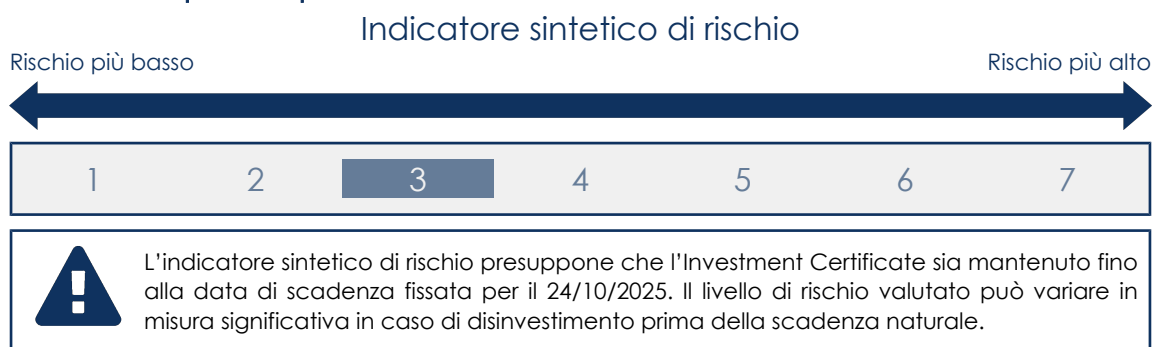 Indicatore sintetico di rischio
Rischio più basso
Rischio più alto
1 2 3 4 5 6 7
L'indicatore sintetico di rischio presuppone che l'Investment Certificate sia mantenuto fino
alla data di scadenza fissata per il 24/10/2025. Il livello di rischio valutato può variare in
misura significativa in caso di disinvestimento prima della scadenza naturale.